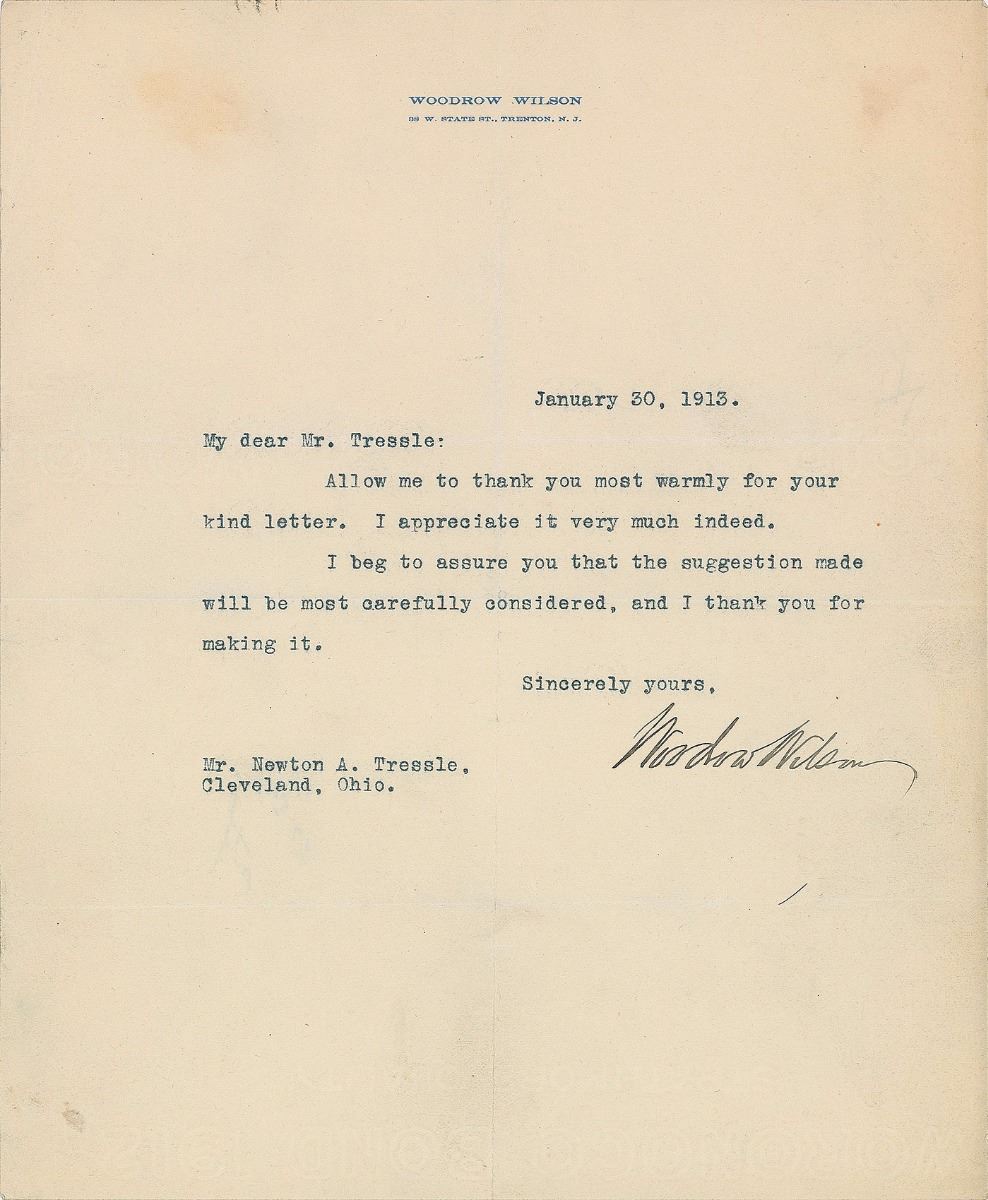 WOODROW WILSON
W. STATE ST., TRENTON, N. J.
January 30, 1913.
My dear Mr. Tressle:
Allow me to thank you most warmly for your
kind letter. I appreciate it very much indeed.
I beg to assure you that the suggestion made
will be most carefully considered, and I thank you for
making it.
Sincerely yours,
Woodrow Wilson
Mr. Newton A. Tressle,
Cleveland, Ohio.